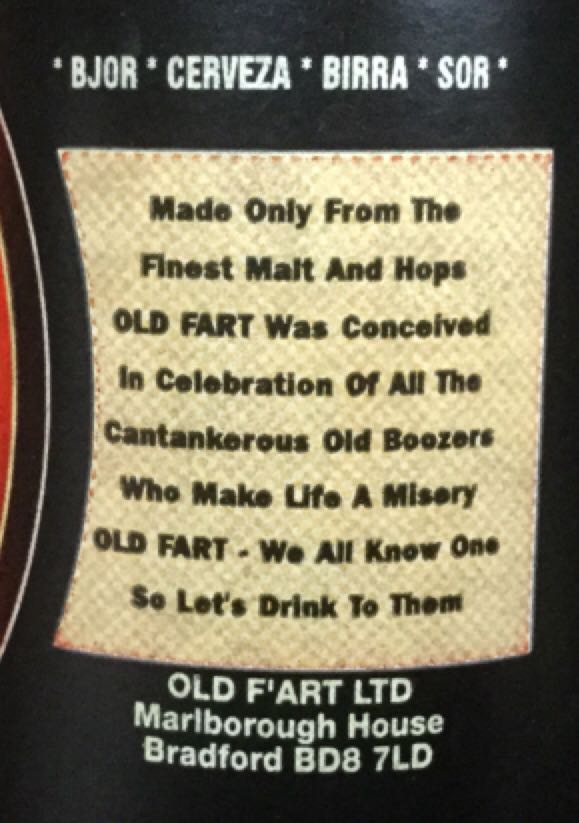 * BJOR * CERVEZA * BIRRA * SOR *
Made Only From The
Finest Malt And Hops
OLD FART Was Conceived
In Celebration Of All The
Cantankerous Old Boozers
Who Make Life A Misery
OLD FART - We All Know One
So Let's Drink To Them
OLD F'ART LTD
Marlborough House
Bradford BD8 7LD